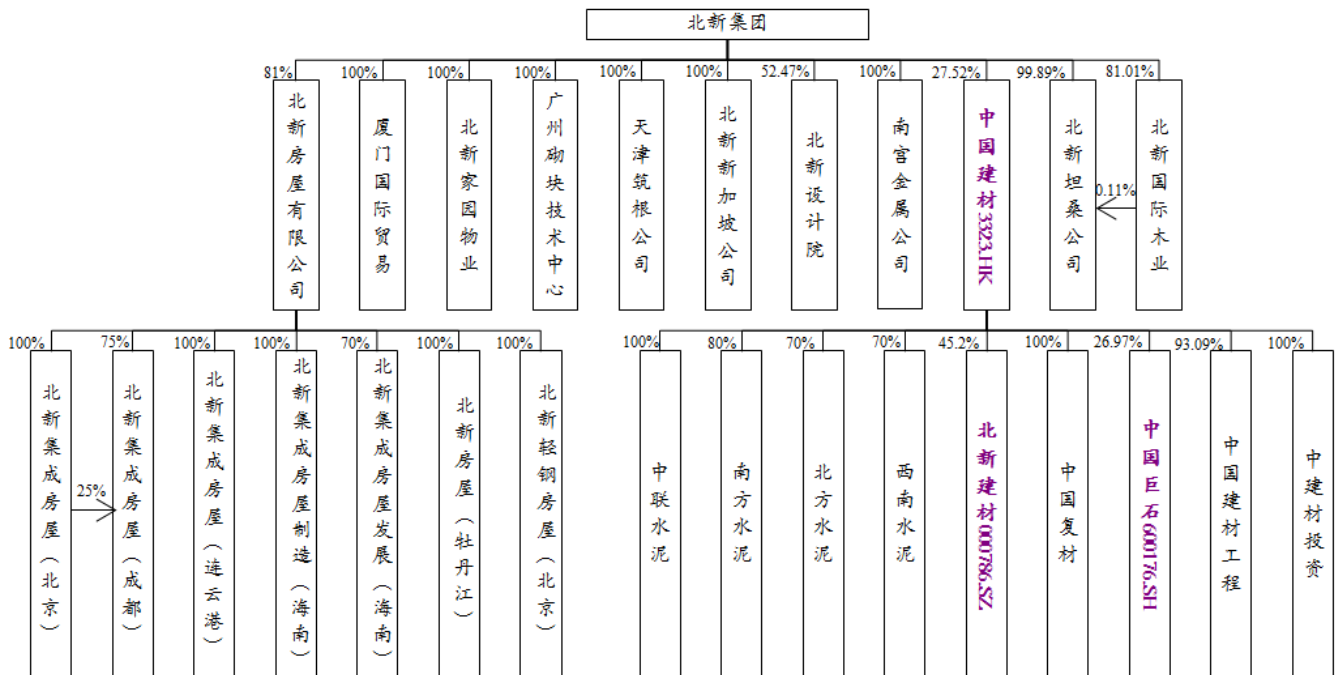 北新集团
81%
100%
100%
100%
100%
100%
52.47%
100%
27.52%
99.89%
81.01%
北新房屋有限公司
厦门国际贸易
北新家园物业
广州砌块技术中心
天津筑根公司
北新新加坡公司
北新设计院
南宫金属公司
中国建材3323.HK
北新坦桑公司
0.11%
北新国际木业
100%
75%
100%
100%
70%
100%
100%
100%
80%
70%
70%
45.2%
100%
26.97%
93.09%
100%
北新集成房屋（北京）
25%
北新集成房屋（成都）
北新集成房屋（连云港）
北新集成房屋制造（海南）
北新集成房屋发展（海南）
北新房屋（牡丹江）
北新轻钢房屋（北京）
中联水泥
南方水泥
北方水泥
西南水泥
北新建材000786.SZ
中国复材
中国巨石600176.SH
中国建材工程
中建材投资